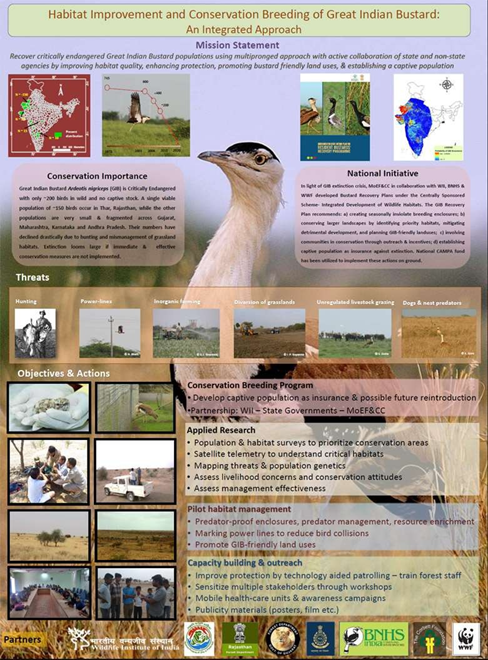 Habitat Improvement and Conservation Breeding of Great Indian Bustard:
An Integrated Approach
Mission Statement
Recover critically endangered Great Indian Bustard populations using multipronged approach with active collaboration of state and non-state
agencies by improving habitat quality, enhancing protection, promoting bustard friendly land uses, & establishing a captive population
Conservation Importance
Great Indian Bustard Ardeotis nigriceps (GIB) is Critically Endangered
with only ~200 birds in wild and no captive stock. A single viable
population of ~150 birds occur in Thar, Rajasthan, while the other
populations are very small & fragmented across Gujarat,
Maharashtra, Karnataka and Andhra Pradesh. Their numbers have
declined drastically due to hunting and mismanagement of grassland
habitats. Extinction looms large if immediate & effective
conservation measures are not implemented.
National Initiative
In light of GIB extinction crisis, MoEF&CC in collaboration with WII, BNHS &
WWF developed Bustard Recovery Plans under the Centrally Sponsored
Scheme- Integrated Development of Wildlife Habitats. The GIB Recovery
Plan recommends: a) creating seasonally inviolate breeding enclosures; b)
conserving larger landscapes by identifying priority habitats, mitigating
detrimental development, and planning GIB-friendly landscapes; c) involving
communities in conservation through outreach & incentives; d) establishing
captive population as insurance against extinction. National CAMPA fund
has been utilized to implement these actions on ground.
Threats
Hunting
Power-lines
Inorganic farming
Diversion of grasslands
Unregulated livestock grazing
Dogs & nest predators
Objectives & Actions
Conservation Breeding Program
• Develop captive population as insurance & possible future reintroduction
•Partnership: WII – State Governments – MoEF&CC
Applied Research
• Population & habitat surveys to prioritize conservation areas
• Satellite telemetry to understand critical habitats
• Mapping threats & population genetics
• Assess livelihood concerns and conservation attitudes
• Assess management effectiveness
Pilot habitat management
• Predator-proof enclosures, predator management, resource enrichment
• Marking power lines to reduce bird collisions
• Promote GIB-friendly land uses
Capacity building & outreach
• Improve protection by technology aided patrolling – train forest staff
• Sensitize multiple stakeholders through workshops
• Mobile health-care units & awareness campaigns
• Publicity materials (posters, film etc.)
Partners
भारतीय वन्यजीव संस्थान
Wildlife Institute of India
Rajasthan
BNHS
WWF